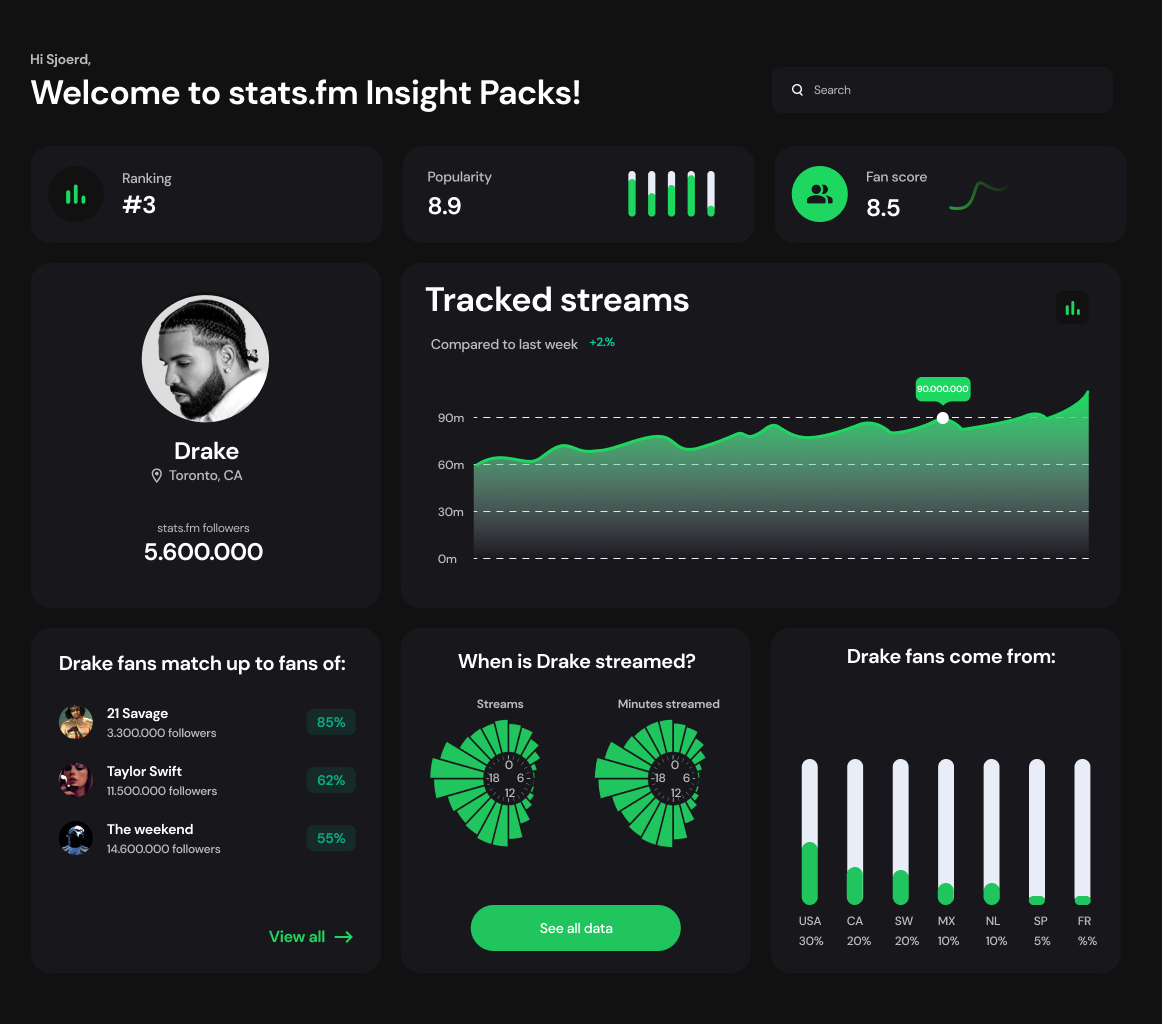 Hi Sjoerd,
Welcome to stats.fm Insight Packs!
Search
Ranking
#3
Popularity
8.9
Fan score
8.5
Drake
Toronto, CA
stats.fm followers
5.600.000
Tracked streams
Compared to last week +2.%
90.000.000
90m
60m
30m
0m
Drake fans match up to fans of:
21 Savage
3.300.000 followers
85%
Taylor Swift
11.500.000 followers
62%
The weekend
14.600.000 followers
55%
View all
When is Drake streamed?
Streams
0
18 6
12
Minutes streamed
0
18 6
12
See all data
Drake fans come from:
USA CA SW MX NL SP FR
30% 20% 20% 10% 10% 5% %%